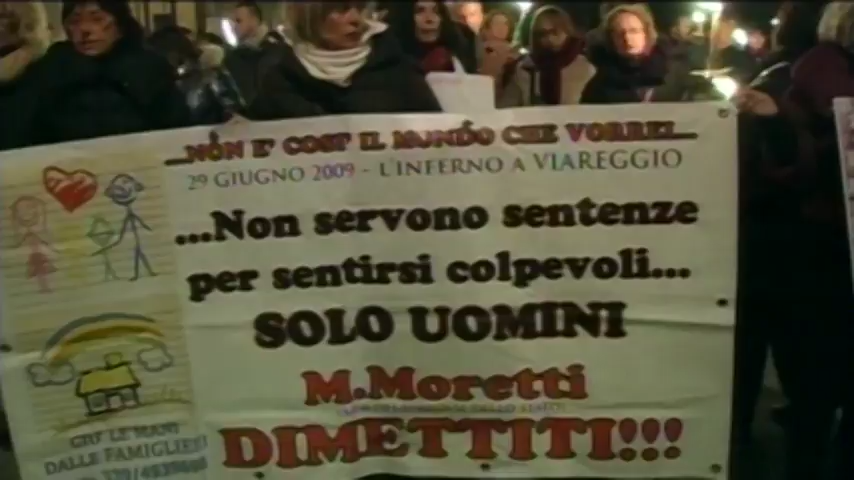 ...NON E' COSI' IL MONDO CHE VORREI...
29 GIUGNO 2009 - L'INFERNO A VIAREGGIO
...Non servono sentenze
per sentirsi colpevoli...
SOLO UOMINI
M.Moretti
DIMETTITI!!!
GIU' LE MANI
DALLE FAMIGLIE!